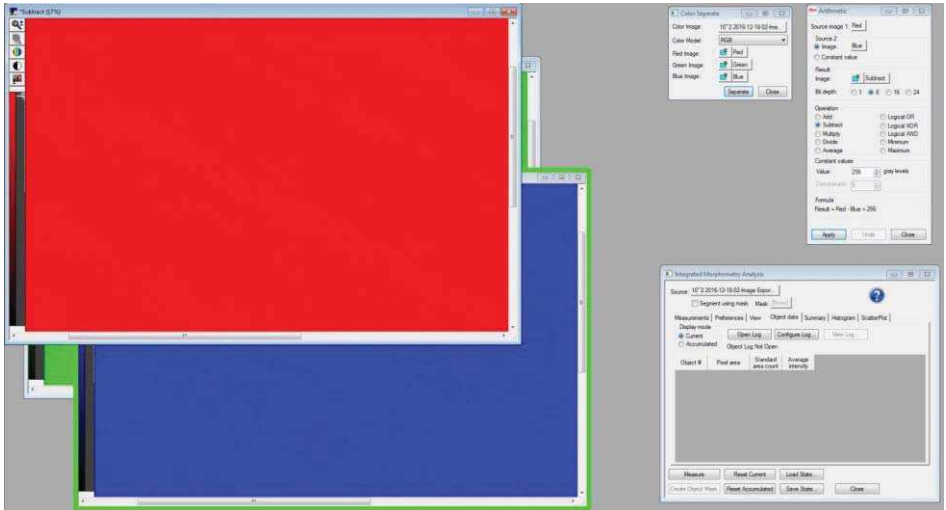 *Subtract (17%)
Color Separate
Color Image:
Color Model: RGB
Red Image: Red
Green Image: Green
Blue Image: Blue
Separate Close
Arithmetic
Source image 1: Red
Source 2
Image Blue
Constant value
Result
Image: Subtract
Bit depth: 1 8 16 24
Operation
Add Logical OR
Subtract Logical XOR
Multiply Logical AND
Divide Minimum
Average Maximum
Constant values
Value: 256 gray levels
Formula
Result = Red - Blue + 256
Apply Undo Close
Integrated Morphometry Analysis
Source:
Segment using mask Mask: [None]
Measurements Preferences View Object data Summary Histogram ScatterPlot
Display mode
Current Open Log Configure Log... View Log...
Accumulated Object Log Not Open
Object # Pixel area Standard area count Average intensity
Measure Reset Current Load State...
Create Object Mask Reset Accumulated Save State... Close